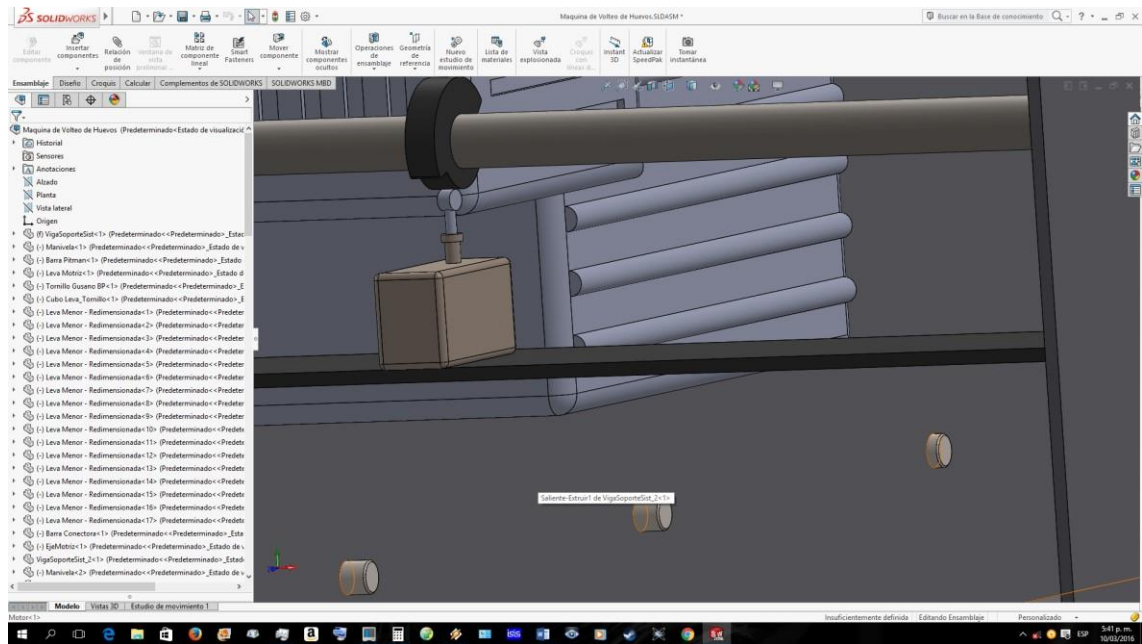 SOLIDWORKS
Maquina de Volteo de Huevos.SLDASM *
Buscar en la Base de conocimiento
Editar componente
Insertar componentes
Relación de posición
Ventana de vista preliminar ...
Matriz de componente lineal
Smart Fasteners
Mover componente
Mostrar componentes ocultos
Operaciones de ensamblaje
Geometría de referencia
Nuevo estudio de movimiento
Lista de materiales
Vista explosionada
Croquis con líneas d...
Instant 3D
Actualizar SpeedPak
Tomar instantánea
Ensamblaje Diseño Croquis Calcular Complementos de SOLIDWORKS SOLIDWORKS MBD
Maquina de Volteo de Huevos (Predeterminado<Estado de visualizació
Historial
Sensores
Anotaciones
Alzado
Planta
Vista lateral
Origen
(f) VigaSoporteSist<1> (Predeterminado<<Predeterminado>_Estac
(-) Manivela<1> (Predeterminado<<Predeterminado>_Estado de v
(-) Barra Pitman<1> (Predeterminado<<Predeterminado>_Estado
(-) Leva Motriz<1> (Predeterminado<<Predeterminado>_Estado d
(-) Tornillo Gusano BP<1> (Predeterminado<<Predeterminado>_E
(-) Cubo Leva_Tornillo<1> (Predeterminado<<Predeterminado>_E
(-) Leva Menor - Redimensionada<1> (Predeterminado<<Predeter
(-) Leva Menor - Redimensionada<2> (Predeterminado<<Predeter
(-) Leva Menor - Redimensionada<3> (Predeterminado<<Predeter
(-) Leva Menor - Redimensionada<4> (Predeterminado<<Predeter
(-) Leva Menor - Redimensionada<5> (Predeterminado<<Predeter
(-) Leva Menor - Redimensionada<6> (Predeterminado<<Predeter
(-) Leva Menor - Redimensionada<7> (Predeterminado<<Predeter
(-) Leva Menor - Redimensionada<8> (Predeterminado<<Predeter
(-) Leva Menor - Redimensionada<9> (Predeterminado<<Predeter
(-) Leva Menor - Redimensionada<10> (Predeterminado<<Predete
(-) Leva Menor - Redimensionada<11> (Predeterminado<<Predete
(-) Leva Menor - Redimensionada<12> (Predeterminado<<Predete
(-) Leva Menor - Redimensionada<13> (Predeterminado<<Predete
(-) Leva Menor - Redimensionada<14> (Predeterminado<<Predete
(-) Leva Menor - Redimensionada<15> (Predeterminado<<Predete
(-) Leva Menor - Redimensionada<16> (Predeterminado<<Predete
(-) Leva Menor - Redimensionada<17> (Predeterminado<<Predete
(-) Barra Conectora<1> (Predeterminado<<Predeterminado>_Esta
(-) EjeMotriz<1> (Predeterminado<<Predeterminado>_Estado de v
VigaSoporteSist_2<1> (Predeterminado<<Predeterminado>_Estad
(-) Manivela<2> (Predeterminado<<Predeterminado>_Estado de v
Saliente-Extruir1 de VigaSoporteSist_2<1>
Modelo Vistas 3D Estudio de movimiento 1
Motor<1>
Insuficientemente definida Editando Ensamblaje Personalizado
ESP
5:41 p. m.
10/03/2016